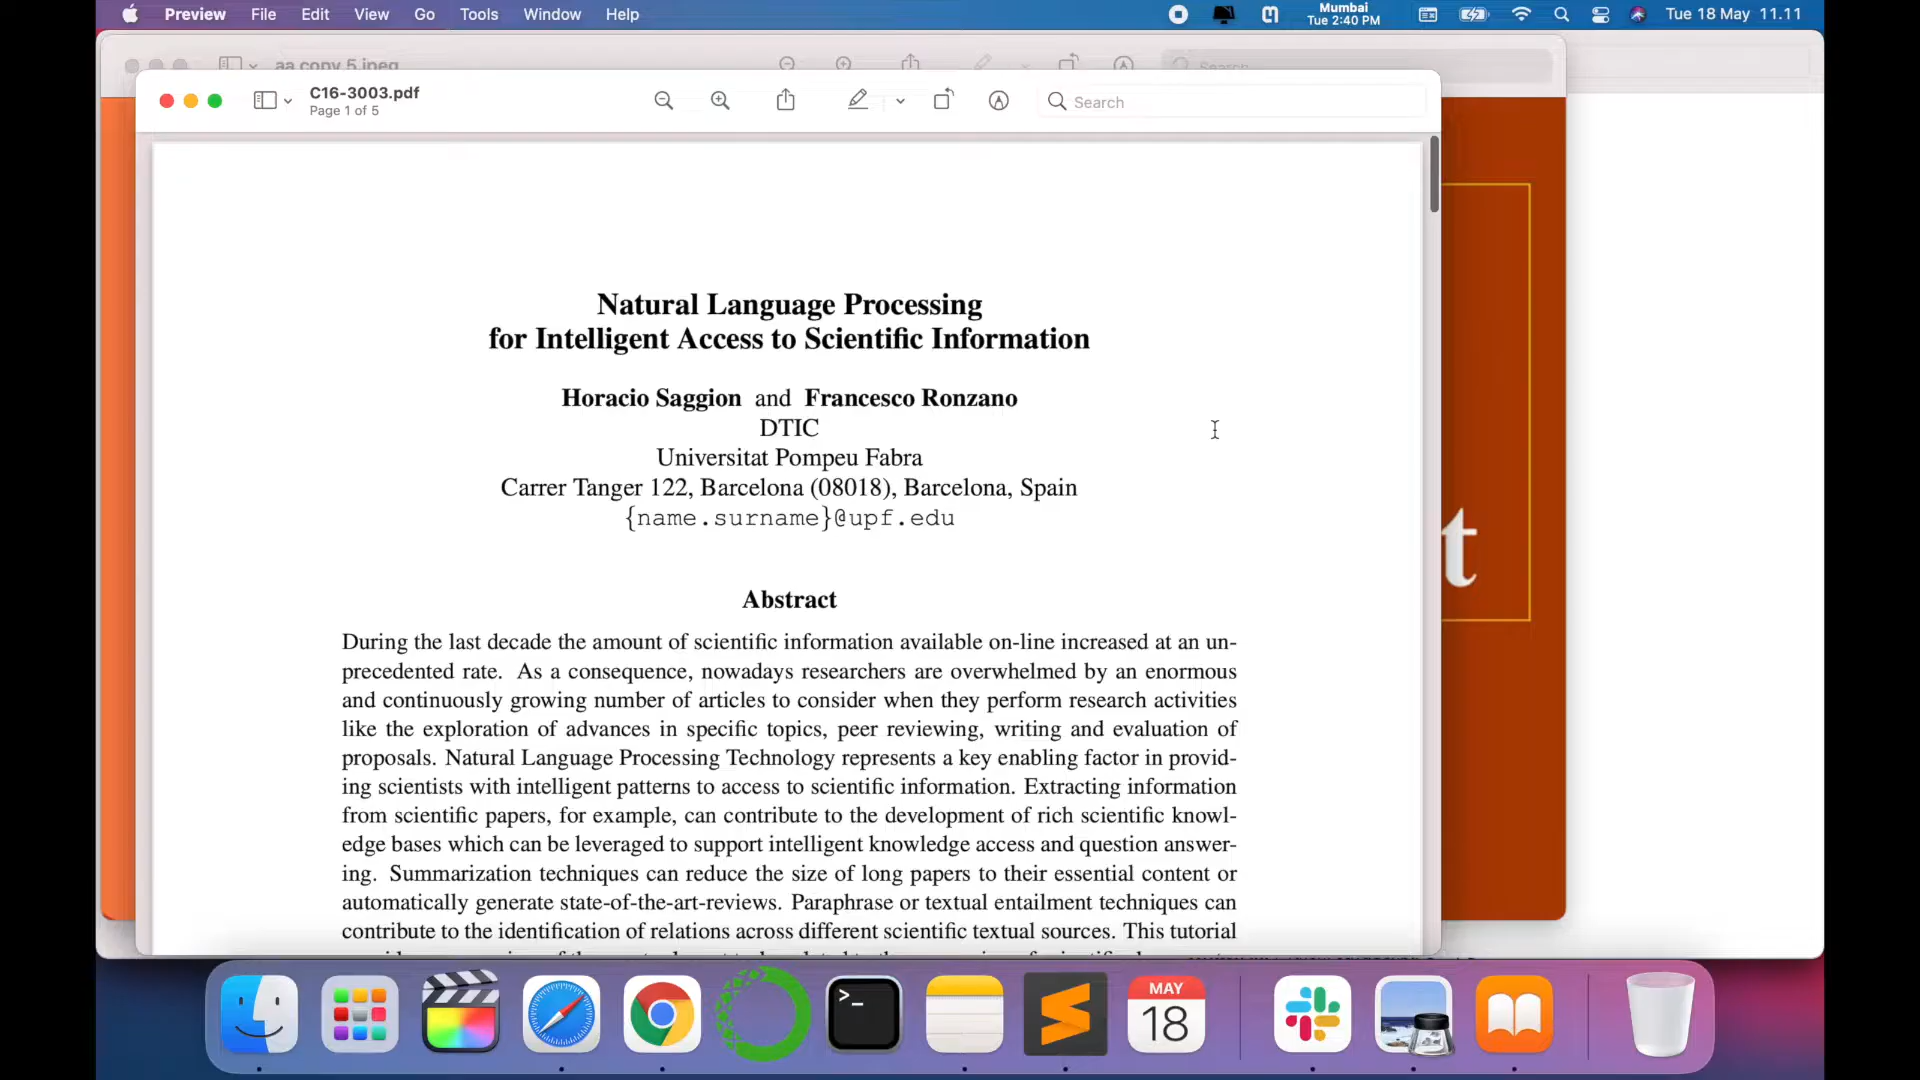 Preview File Edit View Go Tools Window Help
Mumbai
Tue 2:40 PM
Tue 18 May 11.11
aa copy 5.jpeg
Search
C16-3003.pdf
Page 1 of 5
Search
Natural Language Processing
for Intelligent Access to Scientific Information
Horacio Saggion and Francesco Ronzano
DTIC
Universitat Pompeu Fabra
Carrer Tanger 122, Barcelona (08018), Barcelona, Spain
{name.surname}@upf.edu
t
Abstract
During the last decade the amount of scientific information available on-line increased at an un-
precedented rate. As a consequence, nowadays researchers are overwhelmed by an enormous
and continuously growing number of articles to consider when they perform research activities
like the exploration of advances in specific topics, peer reviewing, writing and evaluation of
proposals. Natural Language Processing Technology represents a key enabling factor in provid-
ing scientists with intelligent patterns to access to scientific information. Extracting information
from scientific papers, for example, can contribute to the development of rich scientific knowl-
edge bases which can be leveraged to support intelligent knowledge access and question answer-
ing. Summarization techniques can reduce the size of long papers to their essential content or
automatically generate state-of-the-art-reviews. Paraphrase or textual entailment techniques can
contribute to the identification of relations across different scientific textual sources. This tutorial
MAY
18